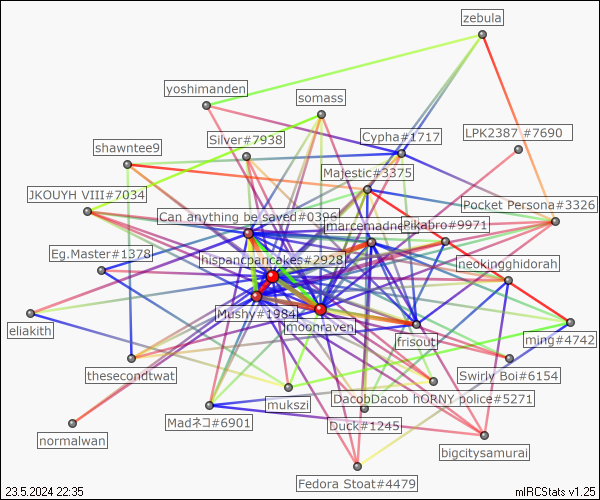 zebula
yoshimanden
somass
Cypha#1717
LPK2387 #7690
Silver#7938
shawntee9
Majestic#3375
JKOUYH VIII#7034
Pocket Persona#3326
Can anything be saved#0396
jmarcemadne
Pikabro#9971
Eg.Master#1378
hispancpancakes#2928
neokingghidorah
Mushy#1984
eliakith
jmoonraven
frisout
ming#4742
thesecondtwat
Swirly Boi#6154
mukszi
DacobDacob hORNY police#5271
Madネコ#6901
Duck#1245
normalwan
bigcitysamurai
Fedora Stoat#4479
23.5.2024 22:35
mIRCStats v1.25